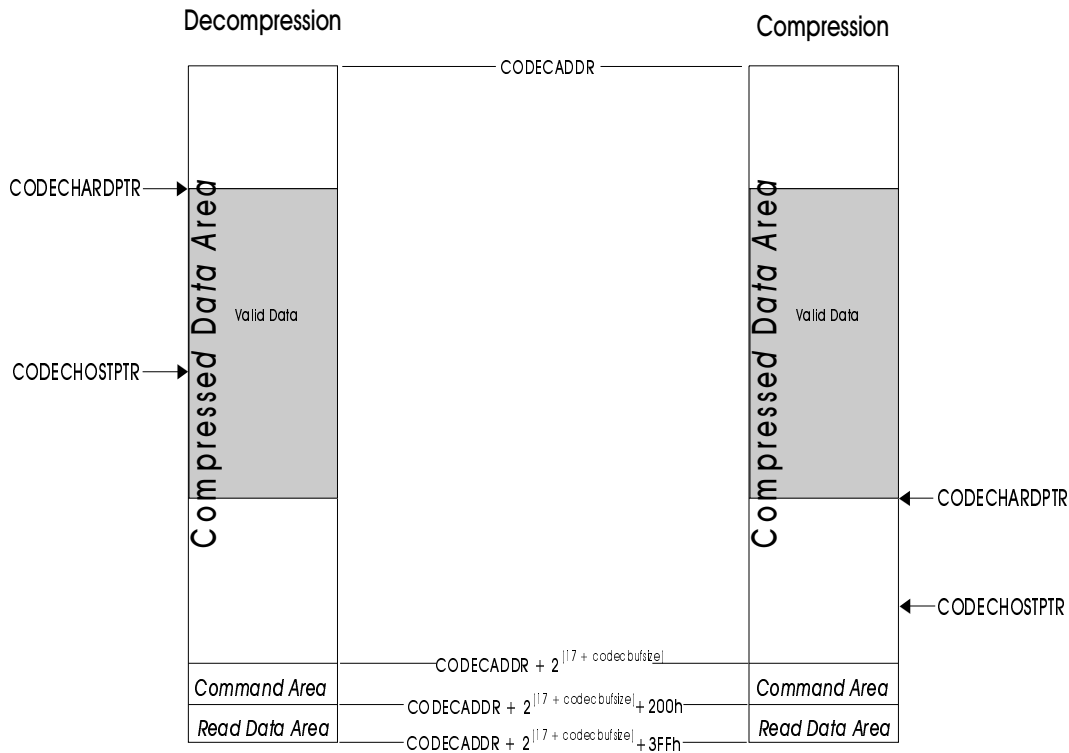 Decompression
Compression
CODECADDR
CODECHARDPTR
Compressed Data Area
Valid Data
Compressed Data Area
Valid Data
CODECHOSTPTR
CODECHARDPTR
CODECHOSTPTR
CODECADDR + 2 |17 + codecbufsize|
Command Area
Command Area
CODECADDR + 2 |17 + codecbufsize| + 200h
Read Data Area
Read Data Area
CODECADDR + 2 |17 + codecbufsize| + 3FFh